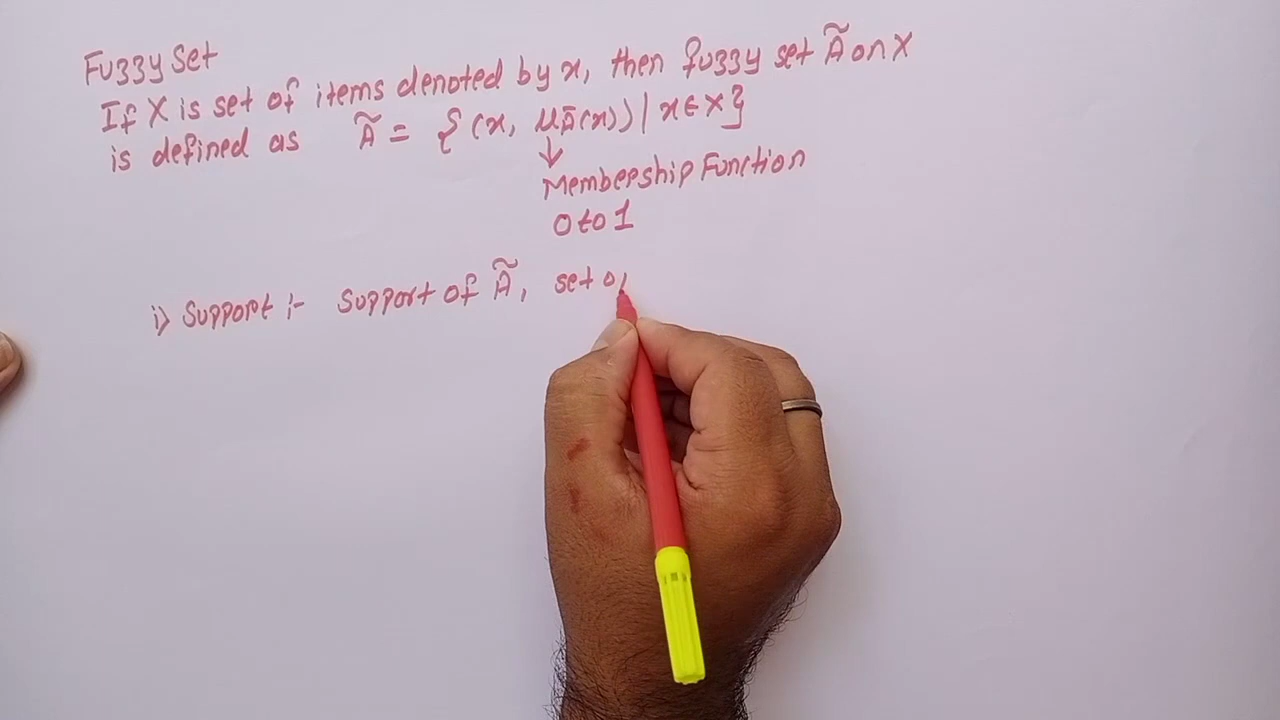 Fuzzy Set
If X is set of items denoted by x, then fuzzy set Ã on X
is defined as Ã = { (x, μÃ(x)) | x ∈ X }
↓
Membership Function
0 to 1
i) Support :- Support of Ã, set o